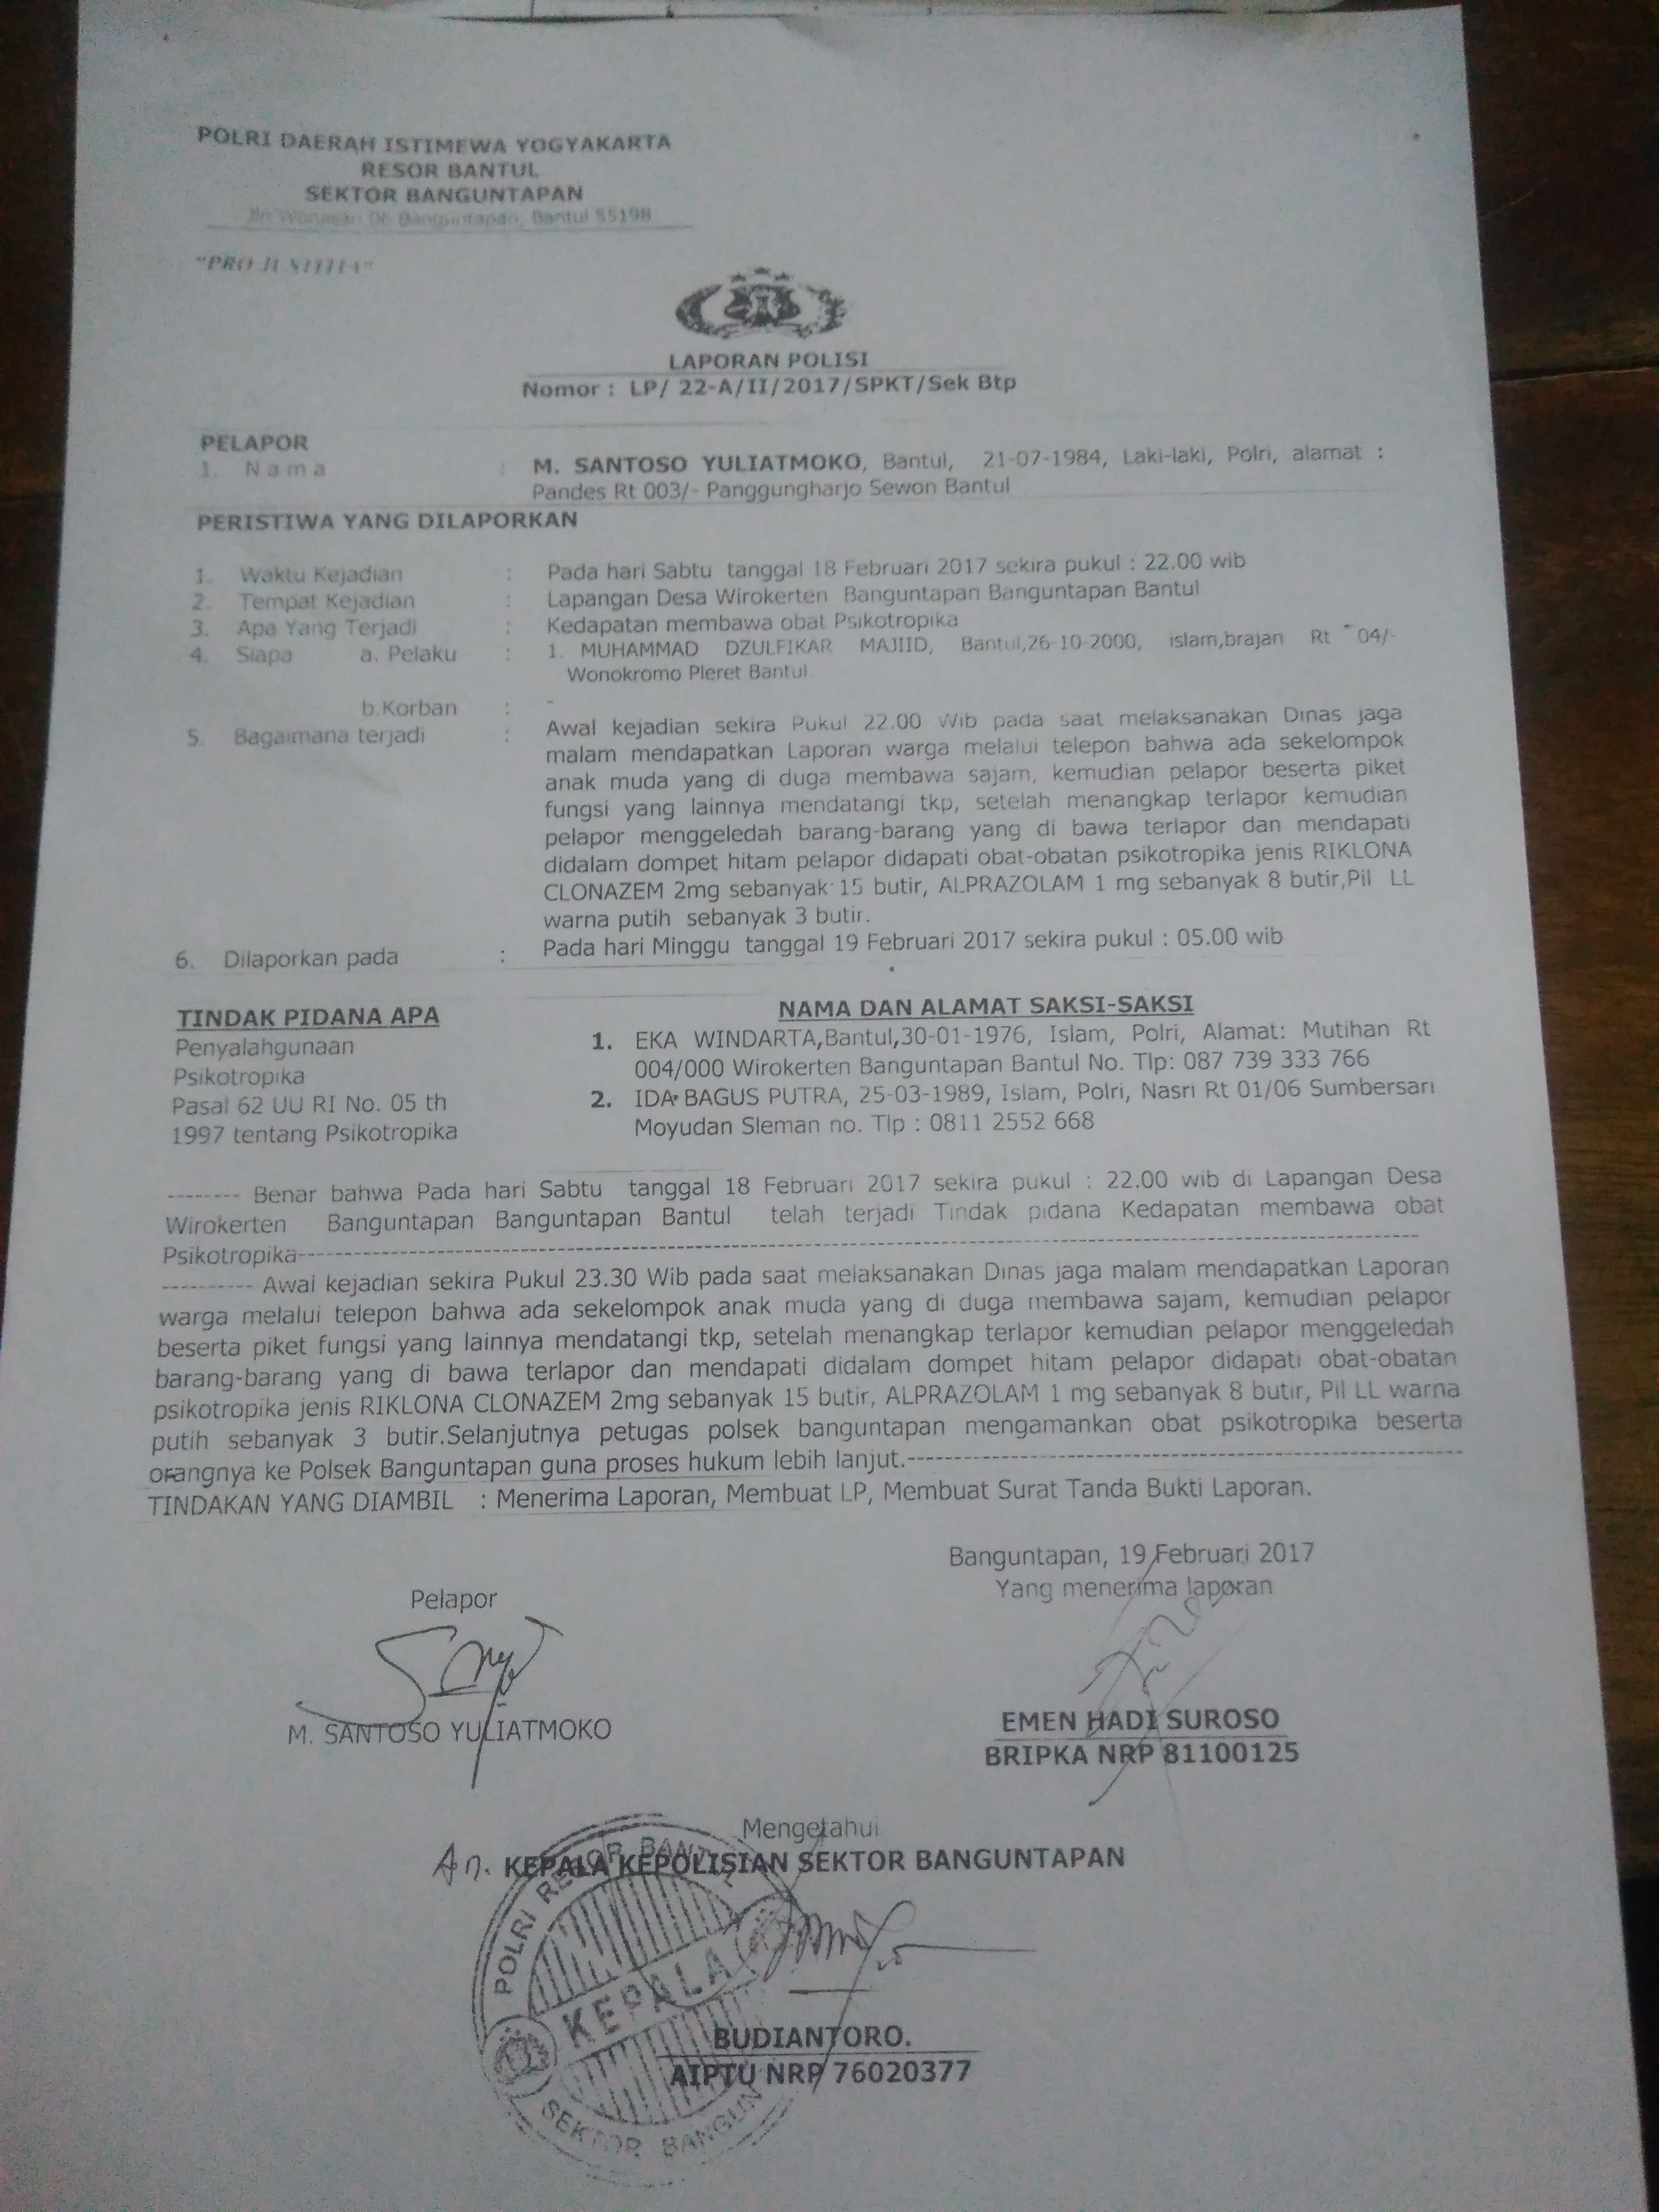 POLRI DAERAH ISTIMEWA YOGYAKARTA
RESOR BANTUL
SEKTOR BANGUNTAPAN
Jln Wonosari Banguntapan, Bantul 55198
"PRO JUSTITIA"
LAPORAN POLISI
Nomor : LP/ 22-A/II/2017/SPKT/Sek Btp
PELAPOR
1. N a m a : M. SANTOSO YULIATMOKO, Bantul, 21-07-1984, Laki-laki, Polri, alamat :
Pandes Rt 003/- Panggungharjo Sewon Bantul
PERISTIWA YANG DILAPORKAN
1. Waktu Kejadian : Pada hari Sabtu tanggal 18 Februari 2017 sekira pukul : 22.00 wib
2. Tempat Kejadian : Lapangan Desa Wirokerten Banguntapan Banguntapan Bantul
3. Apa Yang Terjadi : Kedapatan membawa obat Psikotropika
4. Siapa a. Pelaku : 1. MUHAMMAD DZULFIKAR MAJIID, Bantul,26-10-2000, islam,brajan Rt 04/-
Wonokromo Pleret Bantul.
b.Korban : -
5. Bagaimana terjadi : Awal kejadian sekira Pukul 22.00 Wib pada saat melaksanakan Dinas jaga
malam mendapatkan Laporan warga melalui telepon bahwa ada sekelompok
anak muda yang di duga membawa sajam, kemudian pelapor beserta piket
fungsi yang lainnya mendatangi tkp, setelah menangkap terlapor kemudian
pelapor menggeledah barang-barang yang di bawa terlapor dan mendapati
didalam dompet hitam pelapor didapati obat-obatan psikotropika jenis RIKLONA
CLONAZEM 2mg sebanyak 15 butir, ALPRAZOLAM 1 mg sebanyak 8 butir,Pil LL
warna putih sebanyak 3 butir.
6. Dilaporkan pada : Pada hari Minggu tanggal 19 Februari 2017 sekira pukul : 05.00 wib
TINDAK PIDANA APA
Penyalahgunaan
Psikotropika
Pasal 62 UU RI No. 05 th
1997 tentang Psikotropika
NAMA DAN ALAMAT SAKSI-SAKSI
1. EKA WINDARTA,Bantul,30-01-1976, Islam, Polri, Alamat: Mutihan Rt
004/000 Wirokerten Banguntapan Bantul No. Tlp: 087 739 333 766
2. IDA BAGUS PUTRA, 25-03-1989, Islam, Polri, Nasri Rt 01/06 Sumbersari
Moyudan Sleman no. Tlp : 0811 2552 668
-------- Benar bahwa Pada hari Sabtu tanggal 18 Februari 2017 sekira pukul : 22.00 wib di Lapangan Desa
Wirokerten Banguntapan Banguntapan Bantul telah terjadi Tindak pidana Kedapatan membawa obat
Psikotropika--------
---------- Awal kejadian sekira Pukul 23.30 Wib pada saat melaksanakan Dinas jaga malam mendapatkan Laporan
warga melalui telepon bahwa ada sekelompok anak muda yang di duga membawa sajam, kemudian pelapor
beserta piket fungsi yang lainnya mendatangi tkp, setelah menangkap terlapor kemudian pelapor menggeledah
barang-barang yang di bawa terlapor dan mendapati didalam dompet hitam pelapor didapati obat-obatan
psikotropika jenis RIKLONA CLONAZEM 2mg sebanyak 15 butir, ALPRAZOLAM 1 mg sebanyak 8 butir, Pil LL warna
putih sebanyak 3 butir.Selanjutnya petugas polsek banguntapan mengamankan obat psikotropika beserta
orangnya ke Polsek Banguntapan guna proses hukum lebih lanjut.--------
TINDAKAN YANG DIAMBIL : Menerima Laporan, Membuat LP, Membuat Surat Tanda Bukti Laporan.
Banguntapan, 19 Februari 2017
Yang menerima laporan
Pelapor
M. SANTOSO YULIATMOKO
EMEN HADI SUROSO
BRIPKA NRP 81100125
Mengetahui
An. KEPALA KEPOLISIAN SEKTOR BANGUNTAPAN
POLRI RESOR BANTUL
KEPALA
SEKTOR BANGUN
BUDIANTORO.
AIPTU NRP 76020377